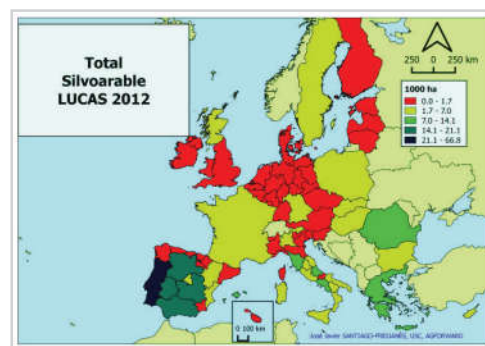 Total
Silvoarable
LUCAS 2012
250 0 250 km
1000 ha
0.0 - 1.7
1.7 - 7.0
7.0 - 14.1
14.1 - 21.1
21.1 - 66.8
0 100 km
José Javier SANTIAGO-FREIJANES, USC, AGFORWARD